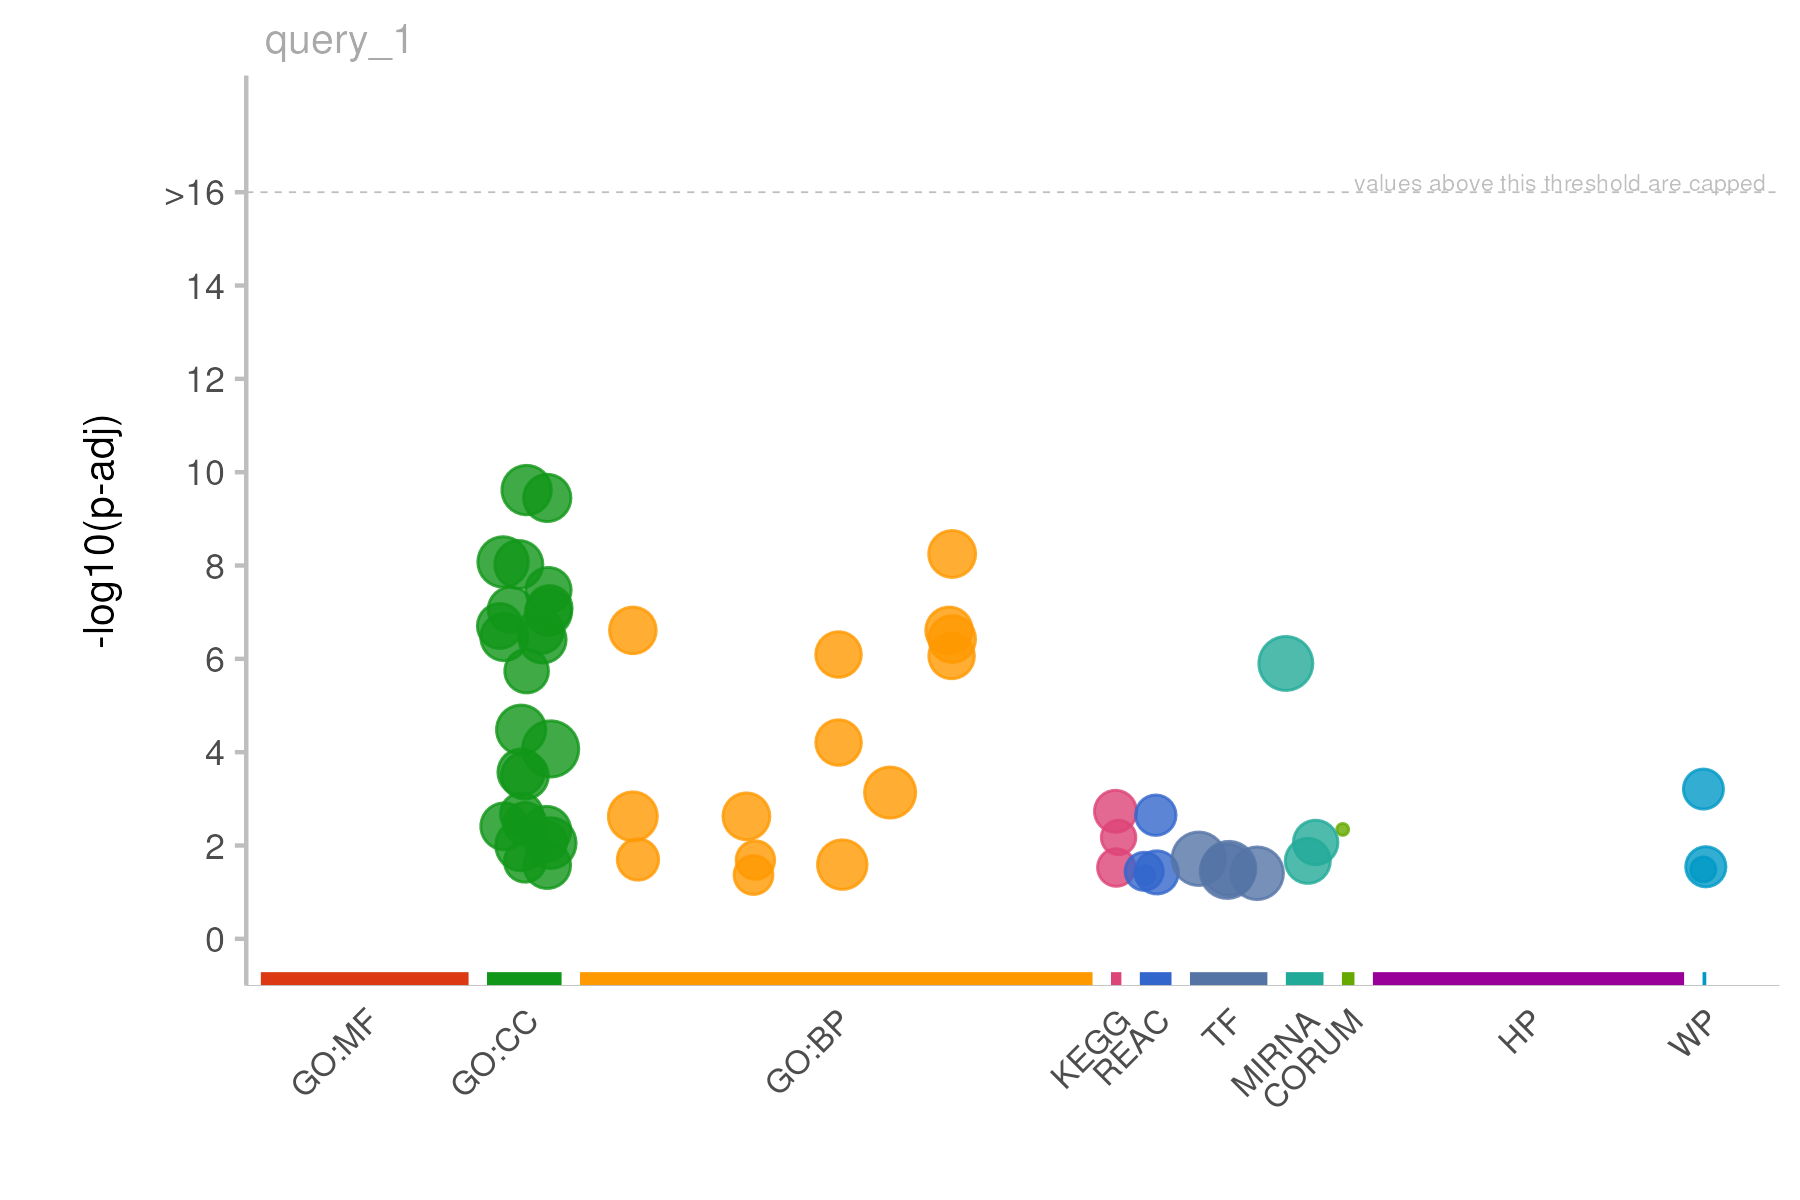 query_1
values above this threshold are capped
>16
14
12
10
8
6
4
2
0
-log10(p-adj)
GO:MF
GO:CC
GO:BP
KEGG
REAC
TF
MIRNA
CORUM
HP
WP